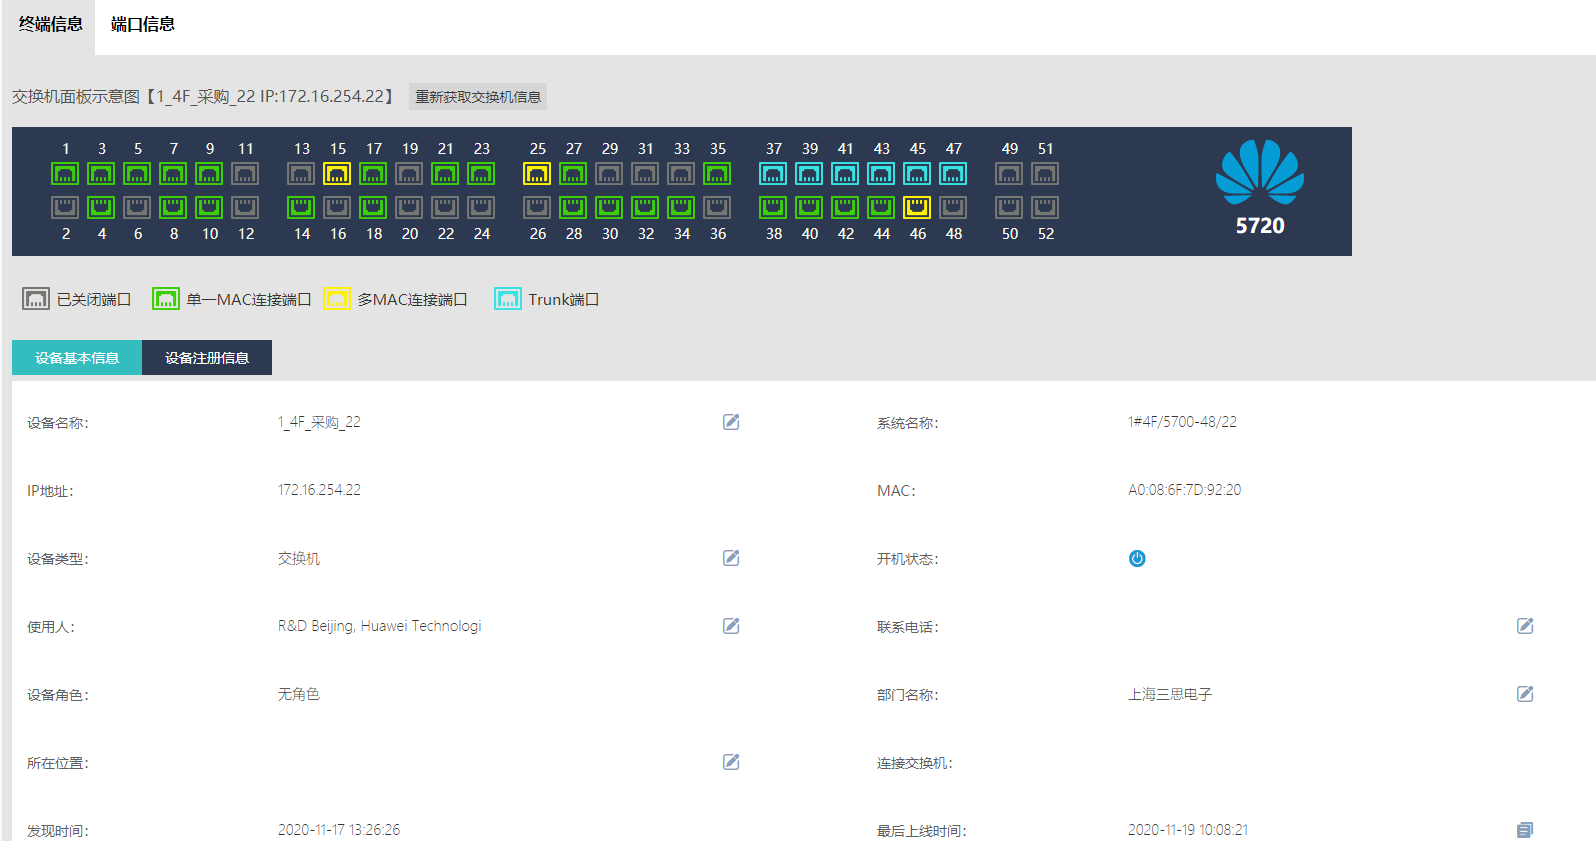 终端信息 端口信息
交换机面板示意图【1_4F_采购_22 IP:172.16.254.22】 重新获取交换机信息
1 3 5 7 9 11 13 15 17 19 21 23 25 27 29 31 33 35 37 39 41 43 45 47 49 51
5720
2 4 6 8 10 12 14 16 18 20 22 24 26 28 30 32 34 36 38 40 42 44 46 48 50 52
已关闭端口 单一MAC连接端口 多MAC连接端口 Trunk端口
设备基本信息 设备注册信息
设备名称: 1_4F_采购_22 系统名称: 1#4F/5700-48/22
IP地址: 172.16.254.22 MAC: A0:08:6F:7D:92:20
设备类型: 交换机 开机状态:
使用人: R&D Beijing, Huawei Technologi 联系电话:
设备角色: 无角色 部门名称: 上海三思电子
所在位置: 连接交换机:
发现时间: 2020-11-17 13:26:26 最后上线时间: 2020-11-19 10:08:21